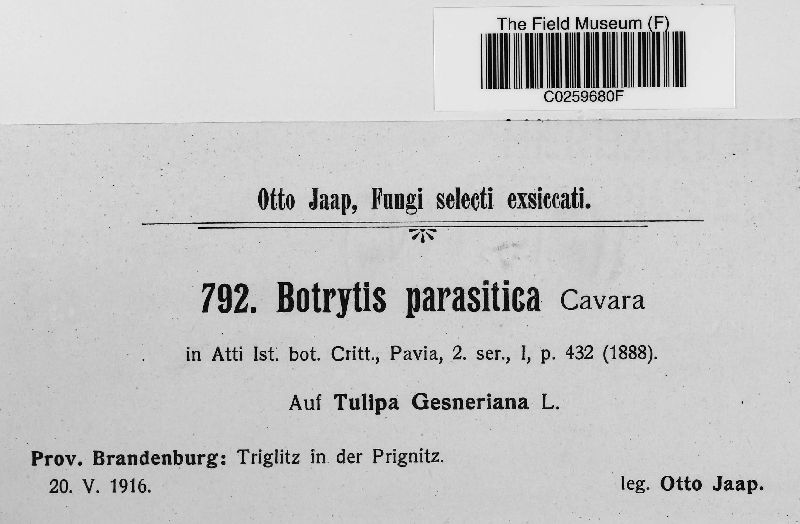 The Field Museum (F)
C0259680F
Otto Jaap, Fungi selecti exsiccati.
792. Botrytis parasitica Cavara
in Atti Ist. bot. Critt., Pavia, 2. ser., I, p. 432 (1888).
Auf Tulipa Gesneriana L.
Prov. Brandenburg: Triglitz in der Prignitz.
20. V. 1916.
leg. Otto Jaap.